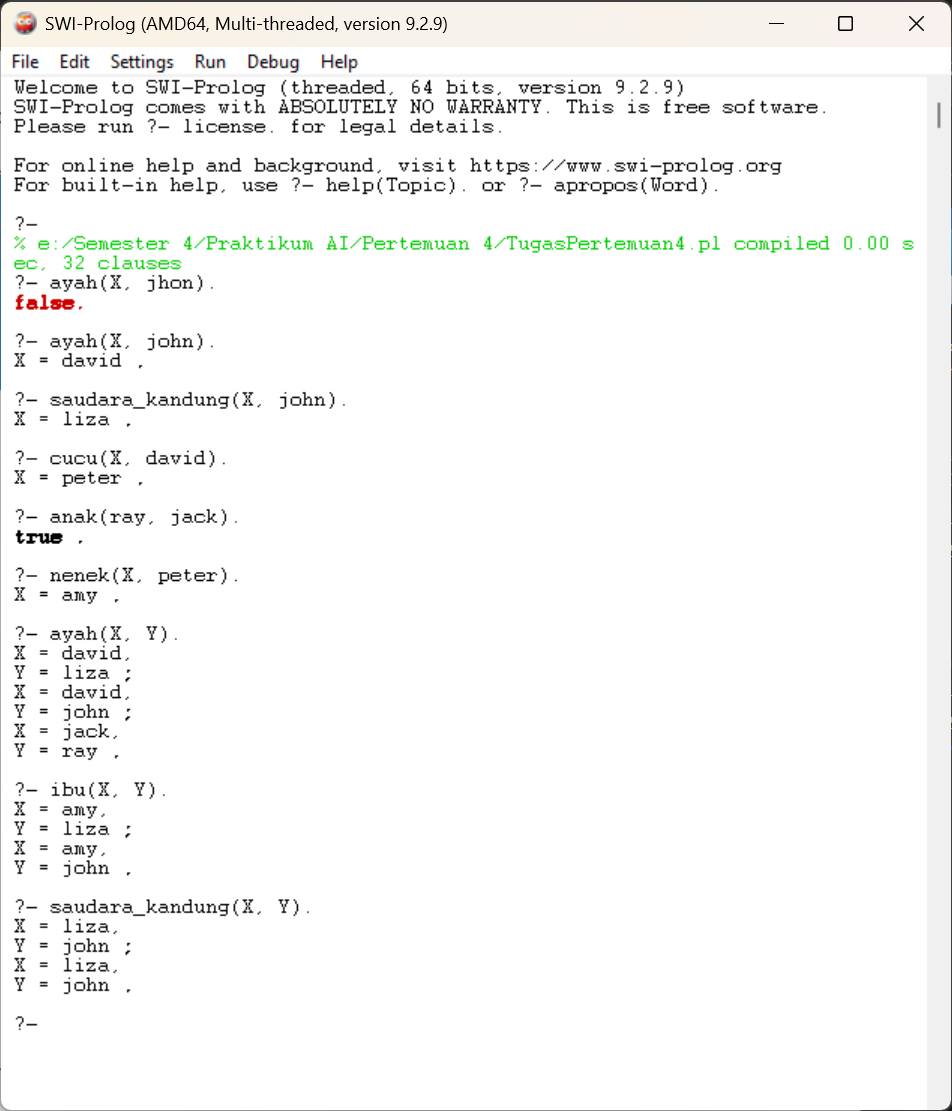 SWI-Prolog (AMD64, Multi-threaded, version 9.2.9)
File Edit Settings Run Debug Help
Welcome to SWI-Prolog (threaded, 64 bits, version 9.2.9)
SWI-Prolog comes with ABSOLUTELY NO WARRANTY. This is free software.
Please run ?- license. for legal details.
For online help and background, visit https://www.swi-prolog.org
For built-in help, use ?- help(Topic). or ?- apropos(Word).
?-
% e:/Semester 4/Praktikum AI/Pertemuan 4/TugasPertemuan4.pl compiled 0.00 s
ec, 32 clauses
?- ayah(X, jhon).
false.
?- ayah(X, john).
X = david .
?- saudara_kandung(X, john).
X = liza .
?- cucu(X, david).
X = peter .
?- anak(ray, jack).
true .
?- nenek(X, peter).
X = amy .
?- ayah(X, Y).
X = david,
Y = liza ;
X = david,
Y = john ;
X = jack,
Y = ray .
?- ibu(X, Y).
X = amy,
Y = liza ;
X = amy,
Y = john .
?- saudara_kandung(X, Y).
X = liza,
Y = john ;
X = liza,
Y = john .
?-